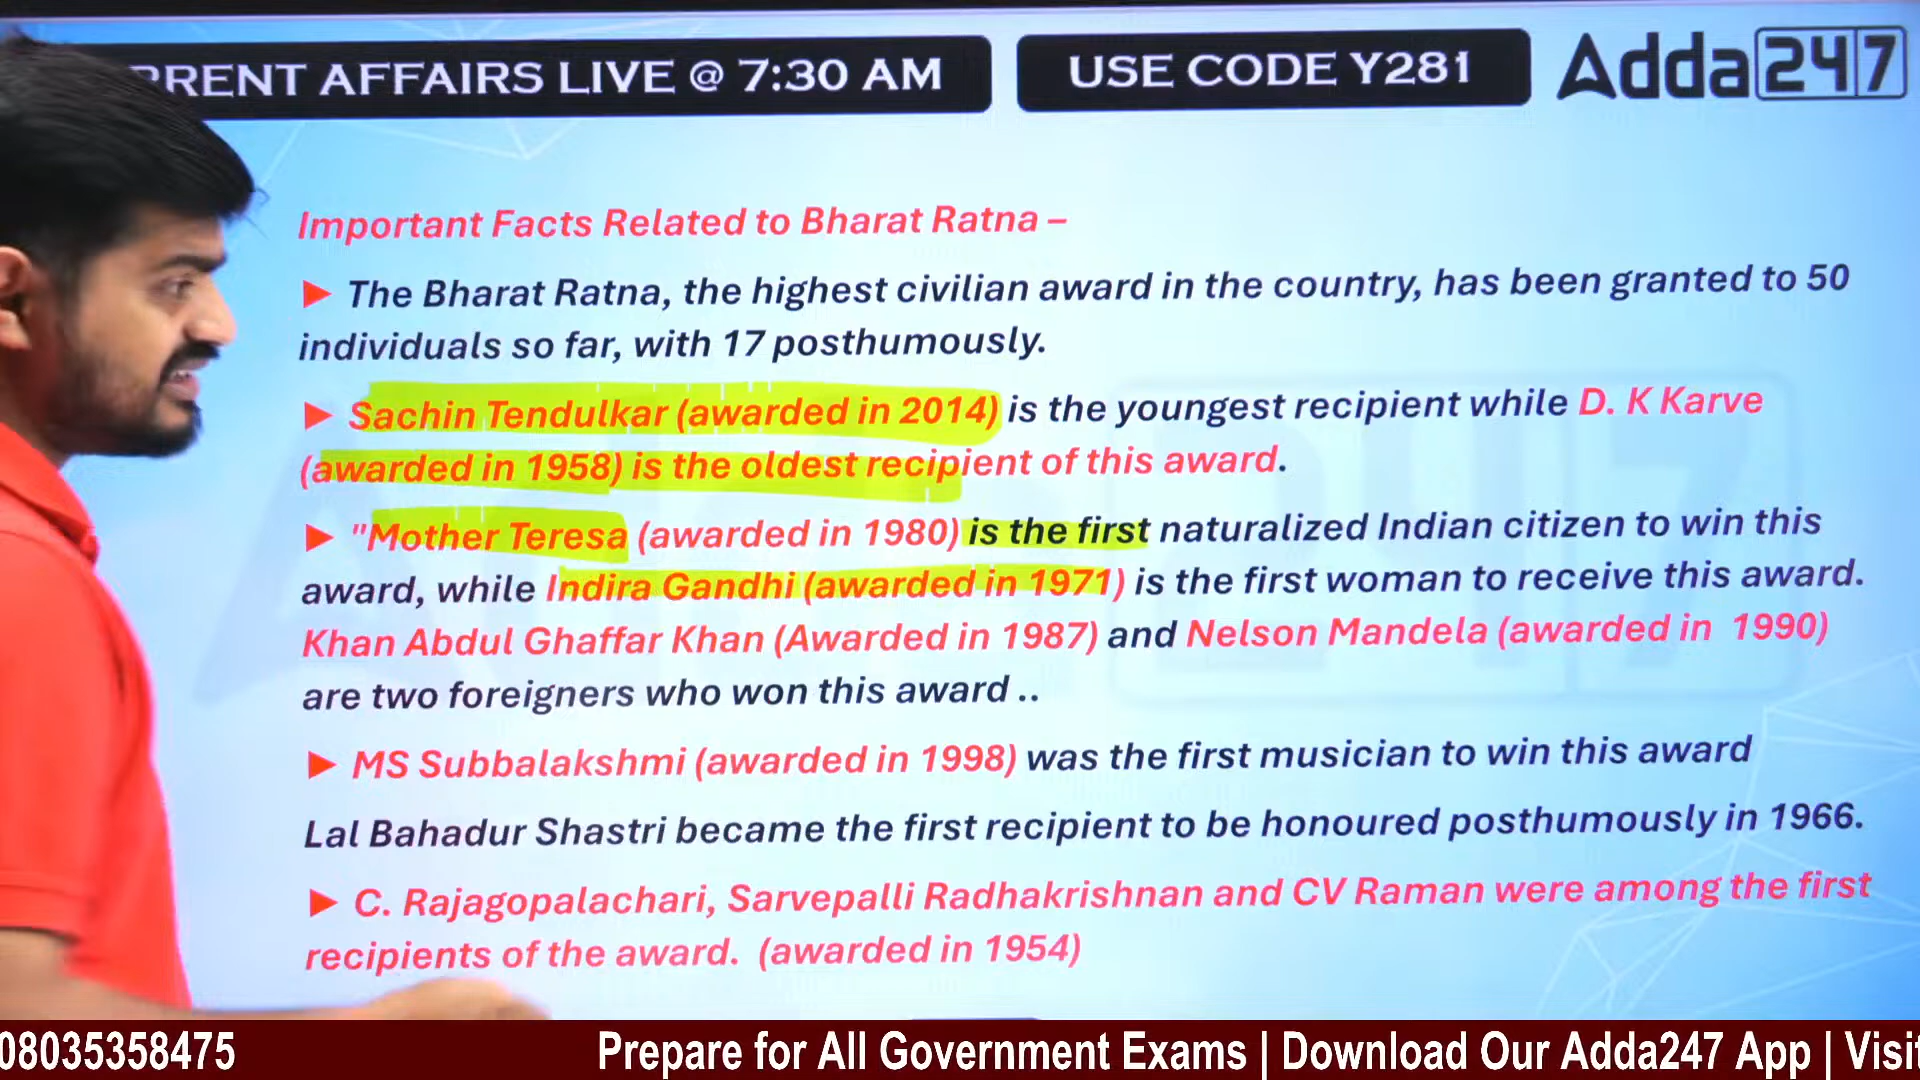 RRENT AFFAIRS LIVE @ 7:30 AM
USE CODE Y281
Adda247
Important Facts Related to Bharat Ratna –
► The Bharat Ratna, the highest civilian award in the country, has been granted to 50
individuals so far, with 17 posthumously.
► Sachin Tendulkar (awarded in 2014) is the youngest recipient while D. K Karve
(awarded in 1958) is the oldest recipient of this award.
► "Mother Teresa (awarded in 1980) is the first naturalized Indian citizen to win this
award, while Indira Gandhi (awarded in 1971) is the first woman to receive this award.
Khan Abdul Ghaffar Khan (Awarded in 1987) and Nelson Mandela (awarded in 1990)
are two foreigners who won this award ..
► MS Subbalakshmi (awarded in 1998) was the first musician to win this award
Lal Bahadur Shastri became the first recipient to be honoured posthumously in 1966.
► C. Rajagopalachari, Sarvepalli Radhakrishnan and CV Raman were among the first
recipients of the award. (awarded in 1954)
08035358475 Prepare for All Government Exams | Download Our Adda247 App | Visit